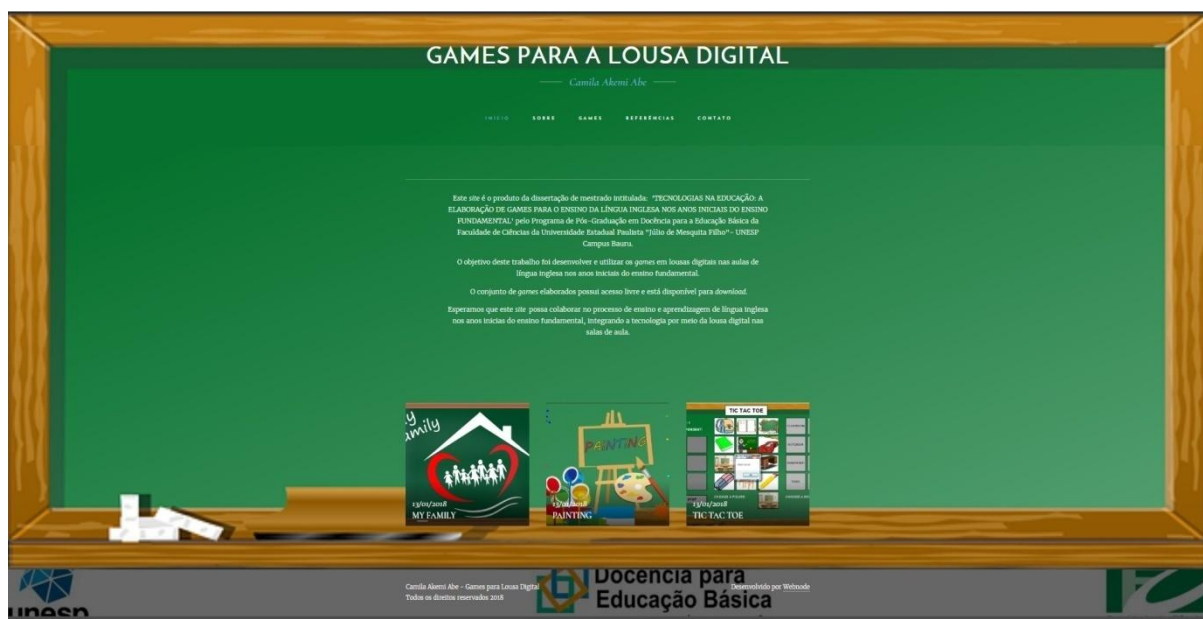 GAMES PARA A LOUSA DIGITAL
Camila Akemi Abe
INÍCIO SOBRE GAMES REFERÊNCIAS CONTATO
Este site é o produto da dissertação de mestrado intitulada: "TECNOLOGIAS NA EDUCAÇÃO: A
ELABORAÇÃO DE GAMES PARA O ENSINO DA LÍNGUA INGLESA NOS ANOS INICIAIS DO ENSINO
FUNDAMENTAL" pelo Programa de Pós-Graduação em Docência para a Educação Básica da
Faculdade de Ciências da Universidade Estadual Paulista "Júlio de Mesquita Filho"- UNESP
Campus Bauru.
O objetivo deste trabalho foi desenvolver e utilizar os games em lousas digitais nas aulas de
língua inglesa nos anos iniciais do ensino fundamental.
O conjunto de games elaborados possui acesso livre e está disponível para download.
Esperamos que este site possa colaborar no processo de ensino e aprendizagem de língua inglesa
nos anos inicias do ensino fundamental, integrando a tecnologia por meio da lousa digital nas
salas de aula.
amily
13/01/2018
MY FAMILY
PAINTING
13/01/2018
PAINTING
TIC TAC TOE
13/01/2018
TIC TAC TOE
unesp
Camila Akemi Abe - Games para Lousa Digital
Todos os direitos reservados 2018
Docência para
Educação Básica
Desenvolvido por Webnode